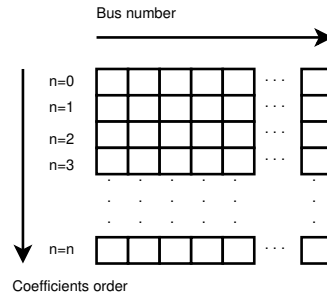 Bus number
n=0
. . .
n=1
. . .
n=2
. . .
n=3
. . .
. . . . .
. . . . .
. . . . .
n=n
. . .
Coefficients order